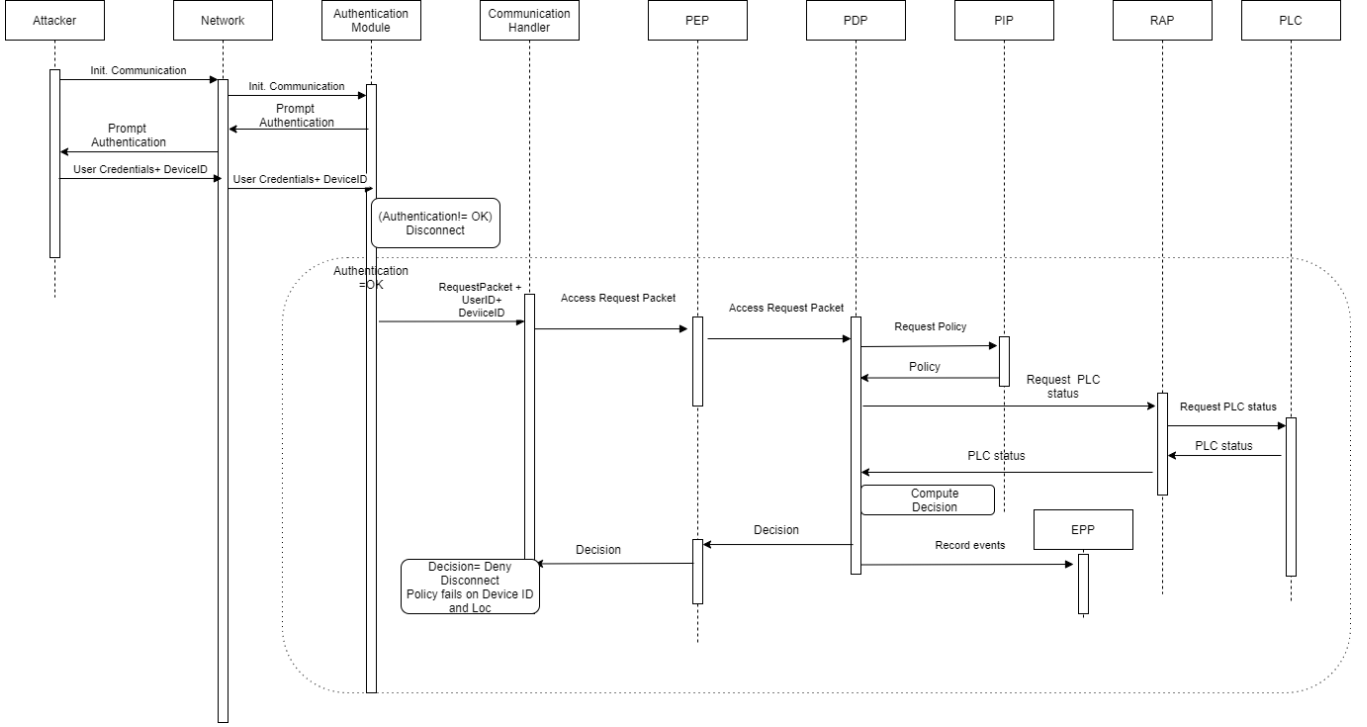 Attacker
Network
Authentication
Module
Communication
Handler
PEP
PDP
PIP
RAP
PLC
Init. Communication
Init. Communication
Prompt
Authentication
Prompt
Authentication
User Credentials+ DeviceID
User Credentials+ DeviceID
(Authentication!= OK)
Disconnect
Authentication
=OK
RequestPacket +
UserID+
DeviiceID
Access Request Packet
Access Request Packet
Request Policy
Policy
Request PLC
status
Request PLC status
PLC status
PLC status
Compute
Decision
EPP
Decision
Record events
Decision
Decision= Deny
Disconnect
Policy fails on Device ID
and Loc